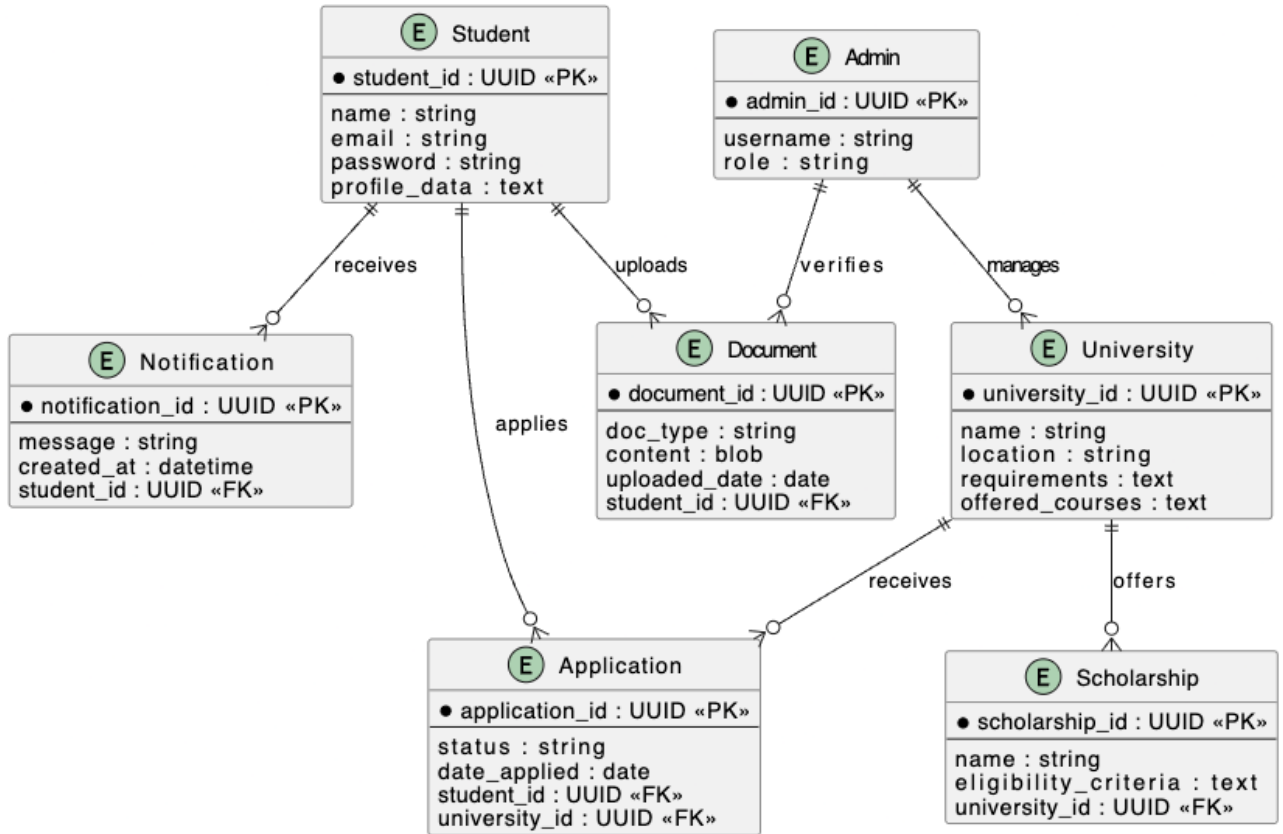 E Student
● student_id : UUID «PK»
name : string
email : string
password : string
profile_data : text
E Admin
● admin_id : UUID «PK»
username : string
role : string
receives
uploads
verifies
manages
E Notification
● notification_id : UUID «PK»
message : string
created_at : datetime
student_id : UUID «FK»
applies
E Document
● document_id : UUID «PK»
doc_type : string
content : blob
uploaded_date : date
student_id : UUID «FK»
E University
● university_id : UUID «PK»
name : string
location : string
requirements : text
offered_courses : text
receives
offers
E Application
● application_id : UUID «PK»
status : string
date_applied : date
student_id : UUID «FK»
university_id : UUID «FK»
E Scholarship
● scholarship_id : UUID «PK»
name : string
eligibility_criteria : text
university_id : UUID «FK»